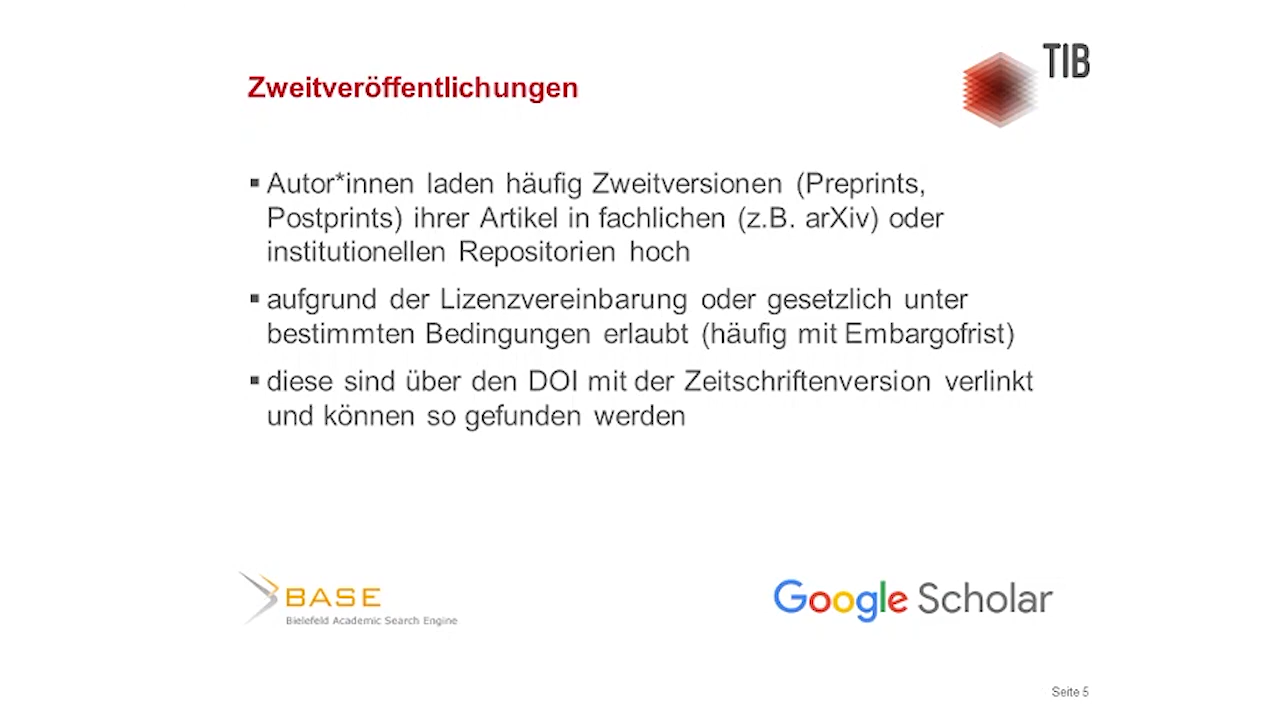 TIB
Zweitveröffentlichungen
▪ Autor*innen laden häufig Zweitversionen (Preprints,
Postprints) ihrer Artikel in fachlichen (z.B. arXiv) oder
institutionellen Repositorien hoch
▪ aufgrund der Lizenzvereinbarung oder gesetzlich unter
bestimmten Bedingungen erlaubt (häufig mit Embargofrist)
▪ diese sind über den DOI mit der Zeitschriftenversion verlinkt
und können so gefunden werden
BASE
Bielefeld Academic Search Engine
Google Scholar
Seite 5